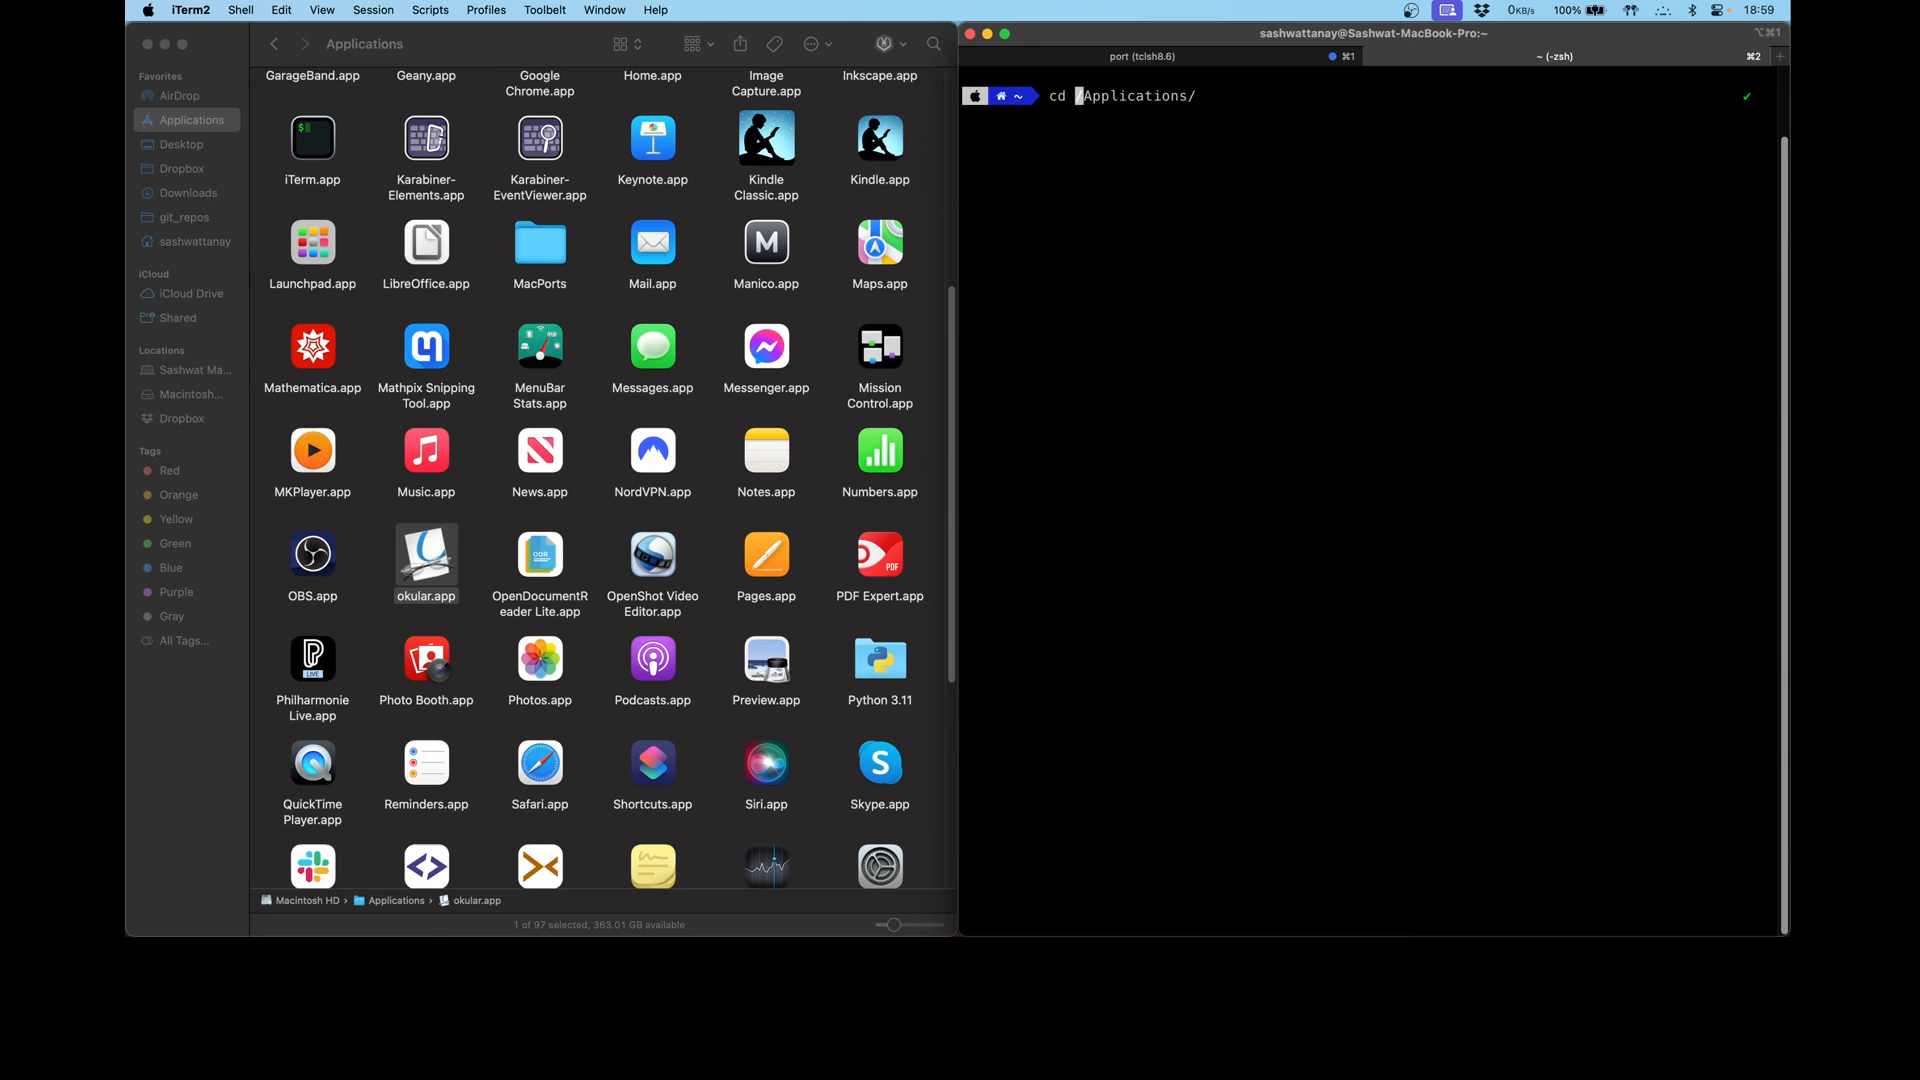 iTerm2 Shell Edit View Session Scripts Profiles Toolbelt Window Help
0KB/s 100% 18:59
Applications
Favorites
AirDrop
Applications
Desktop
Dropbox
Downloads
git_repos
sashwattanay
iCloud
iCloud Drive
Shared
Locations
Sashwat Ma...
Macintosh...
Dropbox
Tags
Red
Orange
Yellow
Green
Blue
Purple
Gray
All Tags...
GarageBand.app
Geany.app
Google
Chrome.app
Home.app
Image
Capture.app
Inkscape.app
$
iTerm.app
Karabiner-
Elements.app
Karabiner-
EventViewer.app
Keynote.app
Kindle
Classic.app
Kindle.app
Launchpad.app
LibreOffice.app
MacPorts
Mail.app
M
Manico.app
Maps.app
Mathematica.app
Mathpix Snipping
Tool.app
MenuBar
Stats.app
Messages.app
Messenger.app
Mission
Control.app
MKPlayer.app
Music.app
News.app
NordVPN.app
Notes.app
Numbers.app
OBS.app
okular.app
ODR
OpenDocumentR
eader Lite.app
OpenShot Video
Editor.app
Pages.app
PDF
PDF Expert.app
LIVE
Philharmonie
Live.app
Photo Booth.app
Photos.app
Podcasts.app
Preview.app
Python 3.11
QuickTime
Player.app
Reminders.app
Safari.app
Shortcuts.app
Siri.app
S
Skype.app
Macintosh HD › Applications › okular.app
1 of 97 selected, 363.01 GB available
sashwattanay@Sashwat-MacBook-Pro:~
⌥⌘1
port (tclsh8.6) ⌘1
~ (-zsh) ⌘2
~ cd /Applications/ ✔